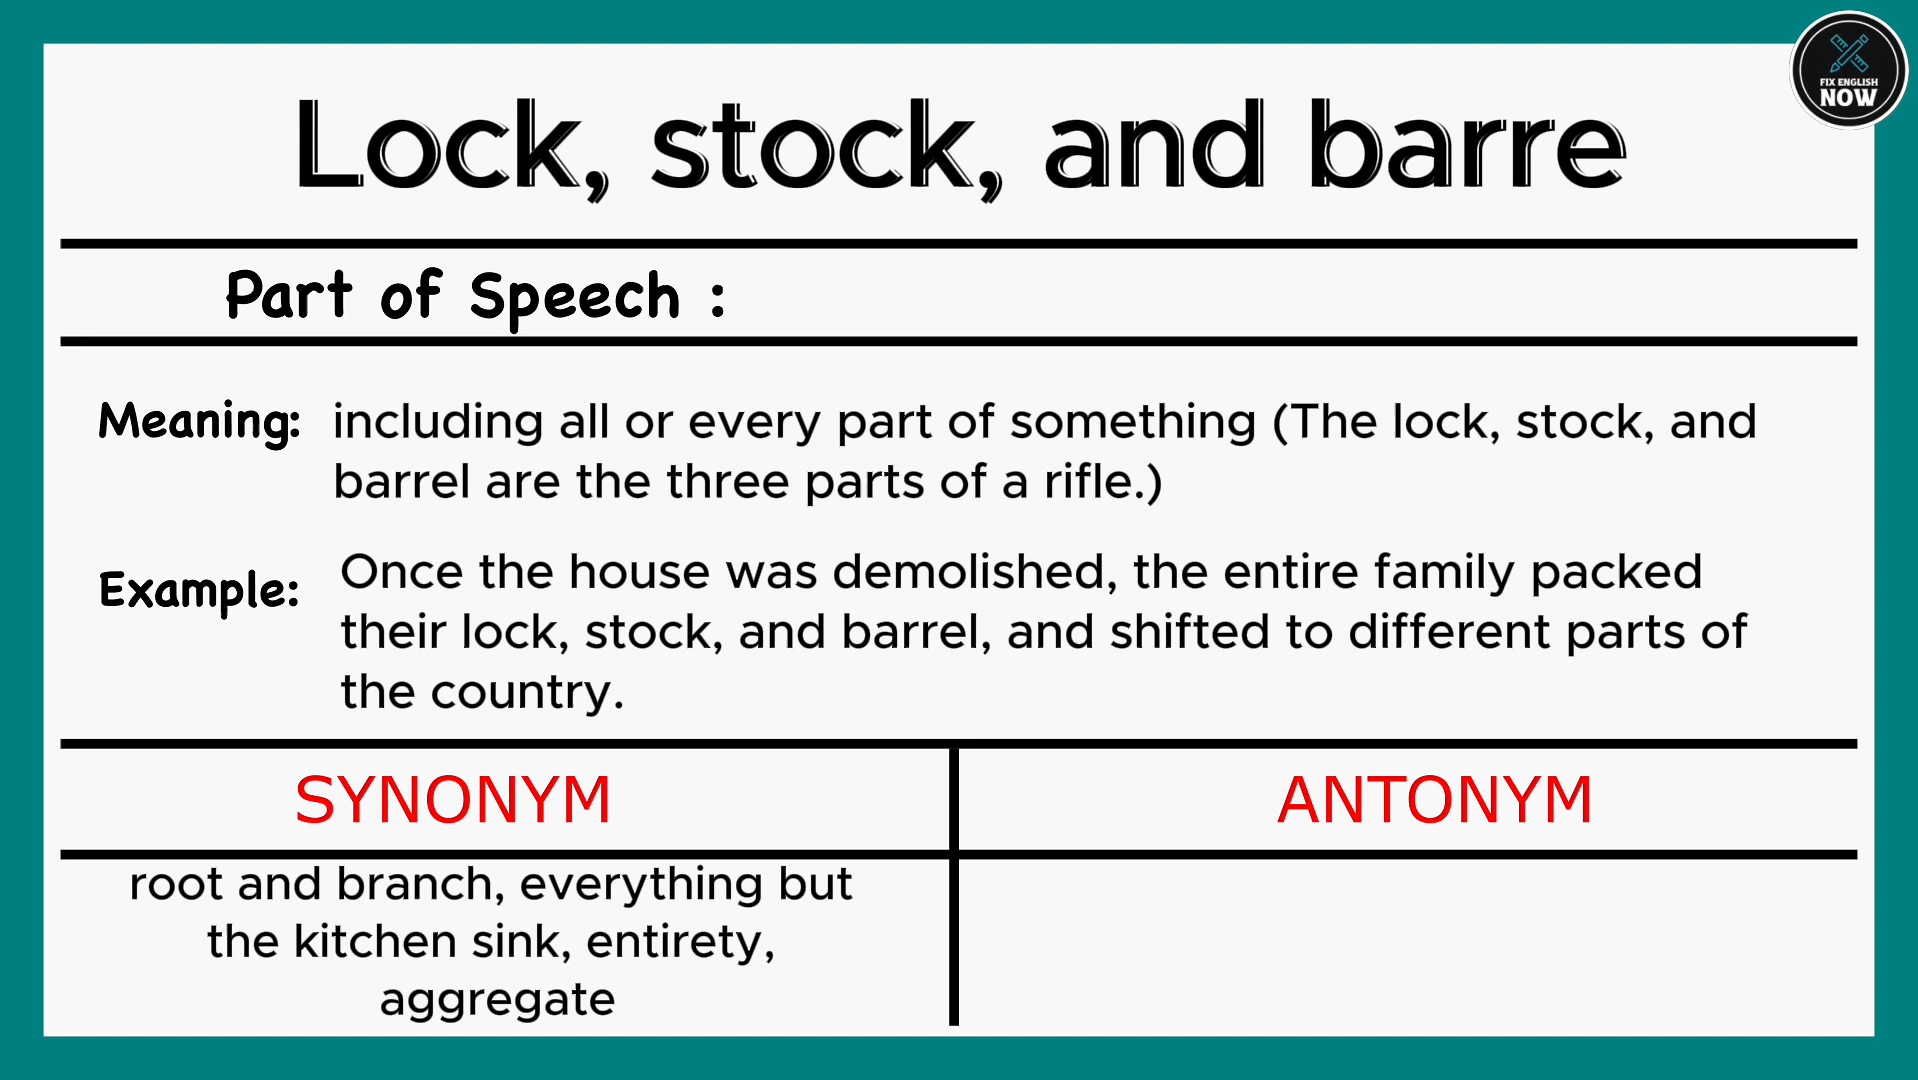 FIX ENGLISH
NOW
Lock, stock, and barre
Part of Speech :
Meaning: including all or every part of something (The lock, stock, and
barrel are the three parts of a rifle.)
Example: Once the house was demolished, the entire family packed
their lock, stock, and barrel, and shifted to different parts of
the country.
SYNONYM
ANTONYM
root and branch, everything but
the kitchen sink, entirety,
aggregate